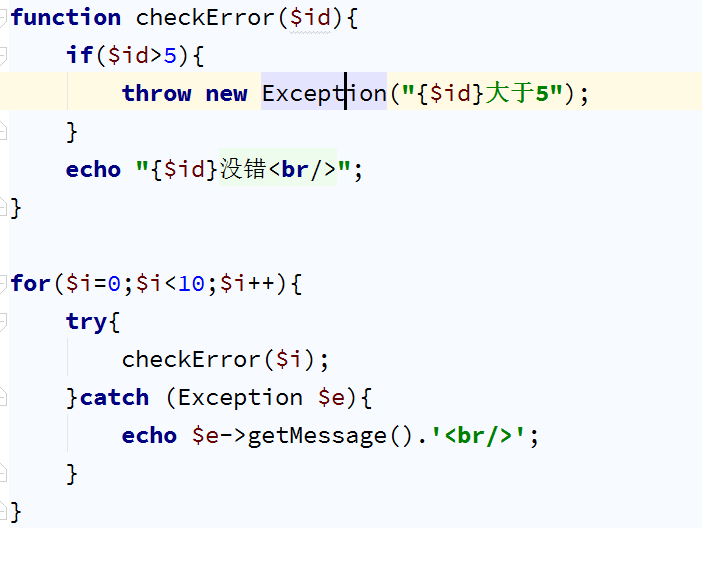 function checkError($id){
    if($id>5){
        throw new Exception("{$id}大于5");
    }
    echo "{$id}没错<br/>";
}

for($i=0;$i<10;$i++){
    try{
        checkError($i);
    }catch (Exception $e){
        echo $e->getMessage().'<br/>';
    }
}